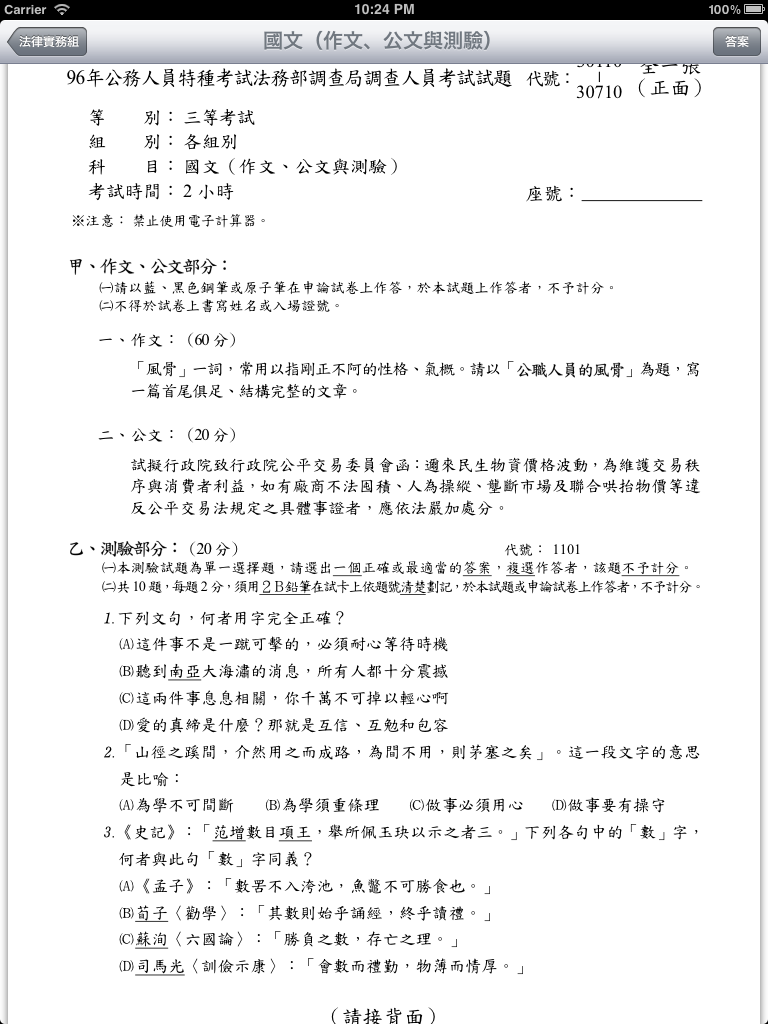 Carrier 10:24 PM 100%
法律實務組 國文（作文、公文與測驗） 答案
96年公務人員特種考試法務部調查局調查人員考試試題 代號：30110 全一張
｜
30710 （正面）
等 別：三等考試
組 別：各組別
科 目：國文（作文、公文與測驗）
考試時間：2 小時 座號：
※注意：禁止使用電子計算器。
甲、作文、公文部分：
㈠請以藍、黑色鋼筆或原子筆在申論試卷上作答，於本試題上作答者，不予計分。
㈡不得於試卷上書寫姓名或入場證號。
一、作文：（60 分）
「風骨」一詞，常用以指剛正不阿的性格、氣概。請以「公職人員的風骨」為題，寫
一篇首尾俱足、結構完整的文章。
二、公文：（20 分）
試擬行政院致行政院公平交易委員會函：邇來民生物資價格波動，為維護交易秩
序與消費者利益，如有廠商不法囤積、人為操縱、壟斷市場及聯合哄抬物價等違
反公平交易法規定之具體事證者，應依法嚴加處分。
乙、測驗部分：（20 分） 代號：1101
㈠本測驗試題為單一選擇題，請選出一個正確或最適當的答案，複選作答者，該題不予計分。
㈡共 10 題，每題 2 分，須用２Ｂ鉛筆在試卡上依題號清楚劃記，於本試題或申論試卷上作答者，不予計分。
1.下列文句，何者用字完全正確？
(A)這件事不是一蹴可擊的，必須耐心等待時機
(B)聽到南亞大海瀟的消息，所有人都十分震撼
(C)這兩件事息息相關，你千萬不可掉以輕心啊
(D)愛的真締是什麼？那就是互信、互勉和包容
2.「山徑之蹊間，介然用之而成路，為間不用，則茅塞之矣」。這一段文字的意思
是比喻：
(A)為學不可間斷 (B)為學須重條理 (C)做事必須用心 (D)做事要有操守
3.《史記》：「范增數目項王，舉所佩玉玦以示之者三。」下列各句中的「數」字，
何者與此句「數」字同義？
(A)《孟子》：「數罟不入洿池，魚鼈不可勝食也。」
(B)荀子〈勸學〉：「其數則始乎誦經，終乎讀禮。」
(C)蘇洵〈六國論〉：「勝負之數，存亡之理。」
(D)司馬光〈訓儉示康〉：「會數而禮勤，物薄而情厚。」
（請接背面）